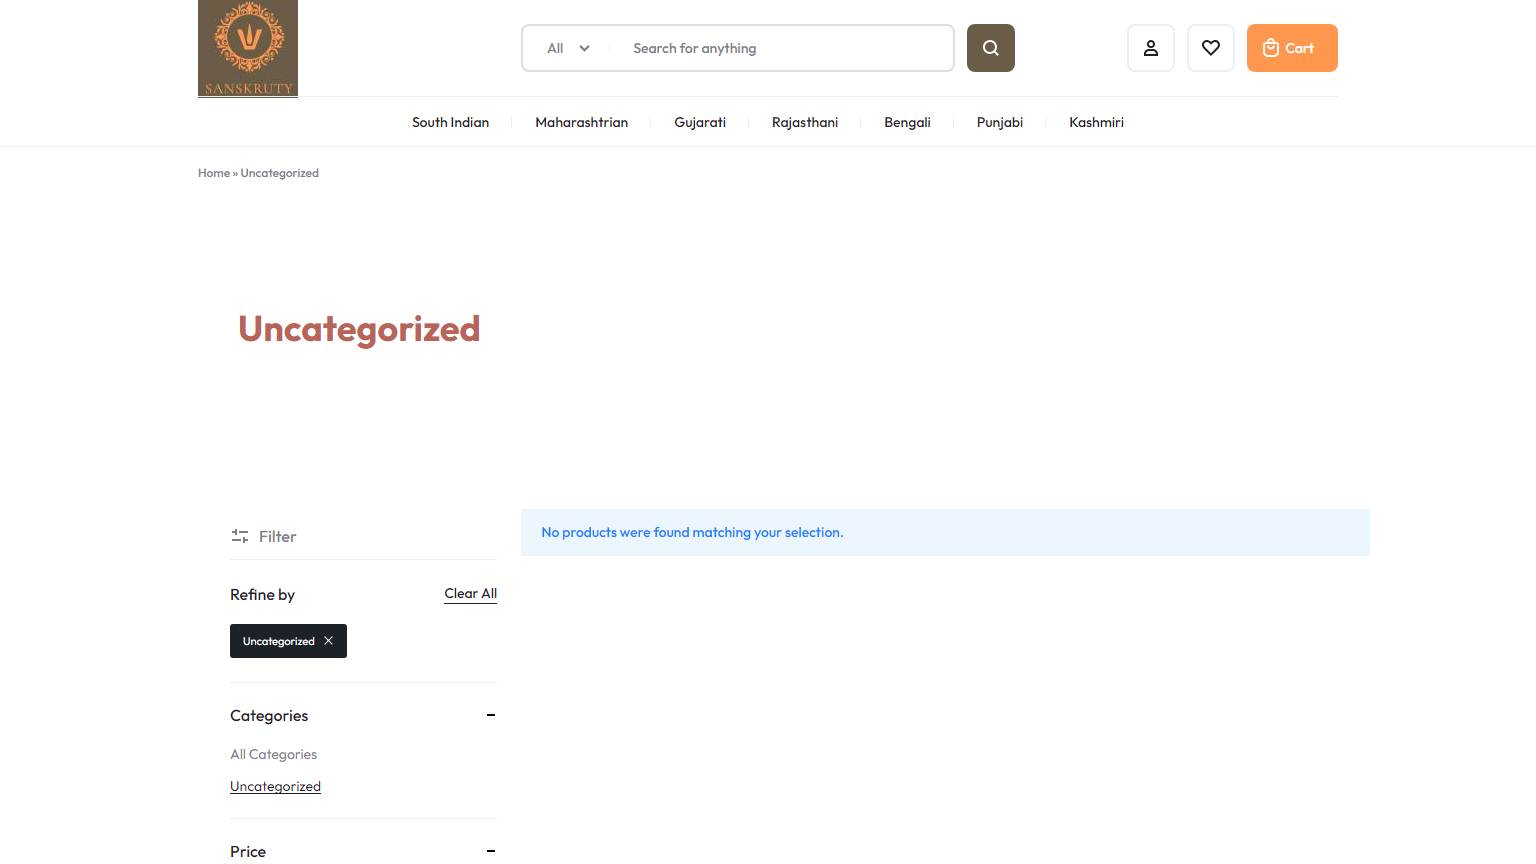 SANSKRUTY
All
Search for anything
Cart
South Indian
Maharashtrian
Gujarati
Rajasthani
Bengali
Punjabi
Kashmiri
Home » Uncategorized
Uncategorized
Filter
No products were found matching your selection.
Refine by
Clear All
Uncategorized
Categories
All Categories
Uncategorized
Price